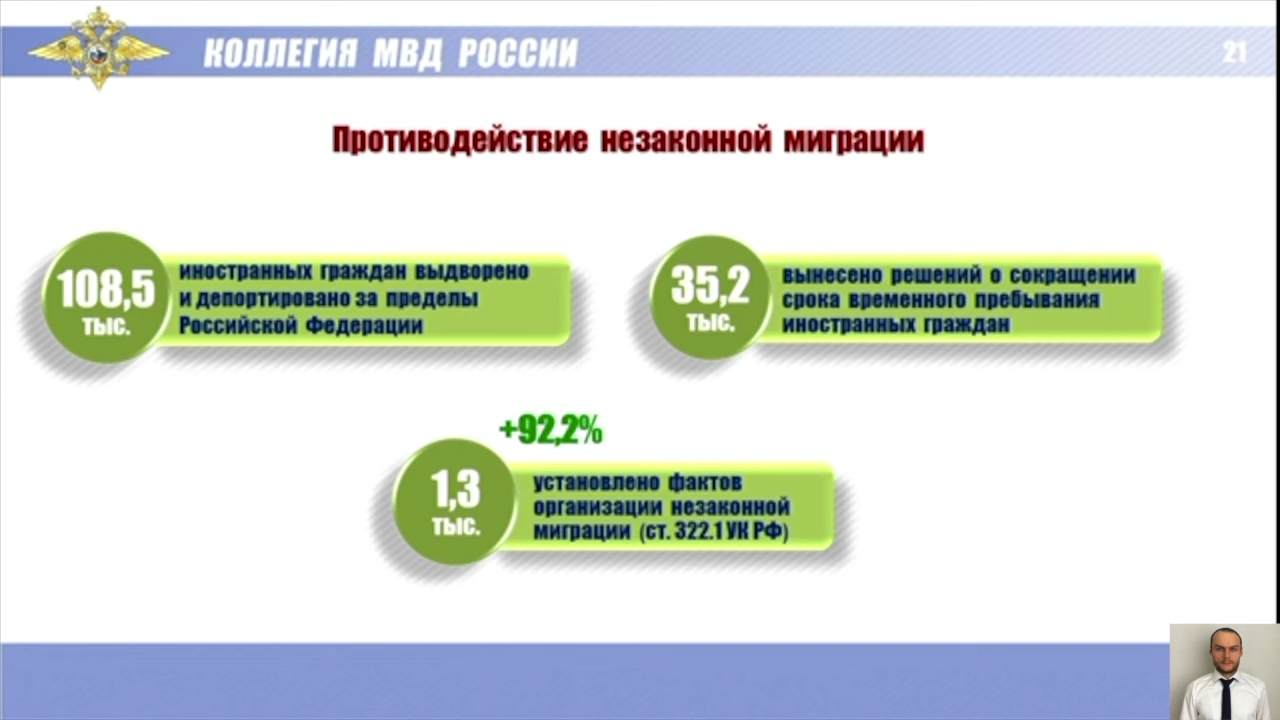 КОЛЛЕГИЯ МВД РОССИИ
21
Противодействие незаконной миграции
108,5
тыс.
иностранных граждан выдворено
и депортировано за пределы
Российской Федерации
35,2
тыс.
вынесено решений о сокращении
срока временного пребывания
иностранных граждан
+92,2%
1,3
тыс.
установлено фактов
организации незаконной
миграции (ст. 322.1 УК РФ)